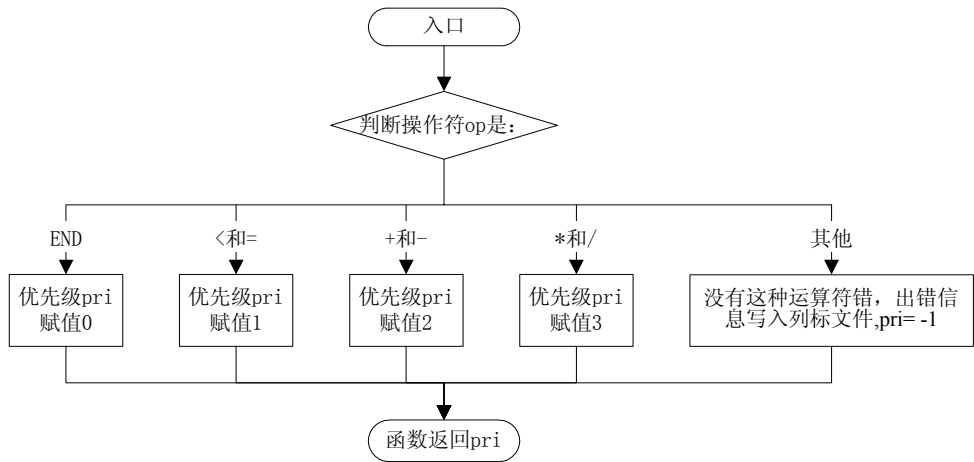 入口
判断操作符op是:
END
<和=
+和-
*和/
其他
优先级pri
赋值0
优先级pri
赋值1
优先级pri
赋值2
优先级pri
赋值3
没有这种运算符错，出错信
息写入列标文件,pri= -1
函数返回pri